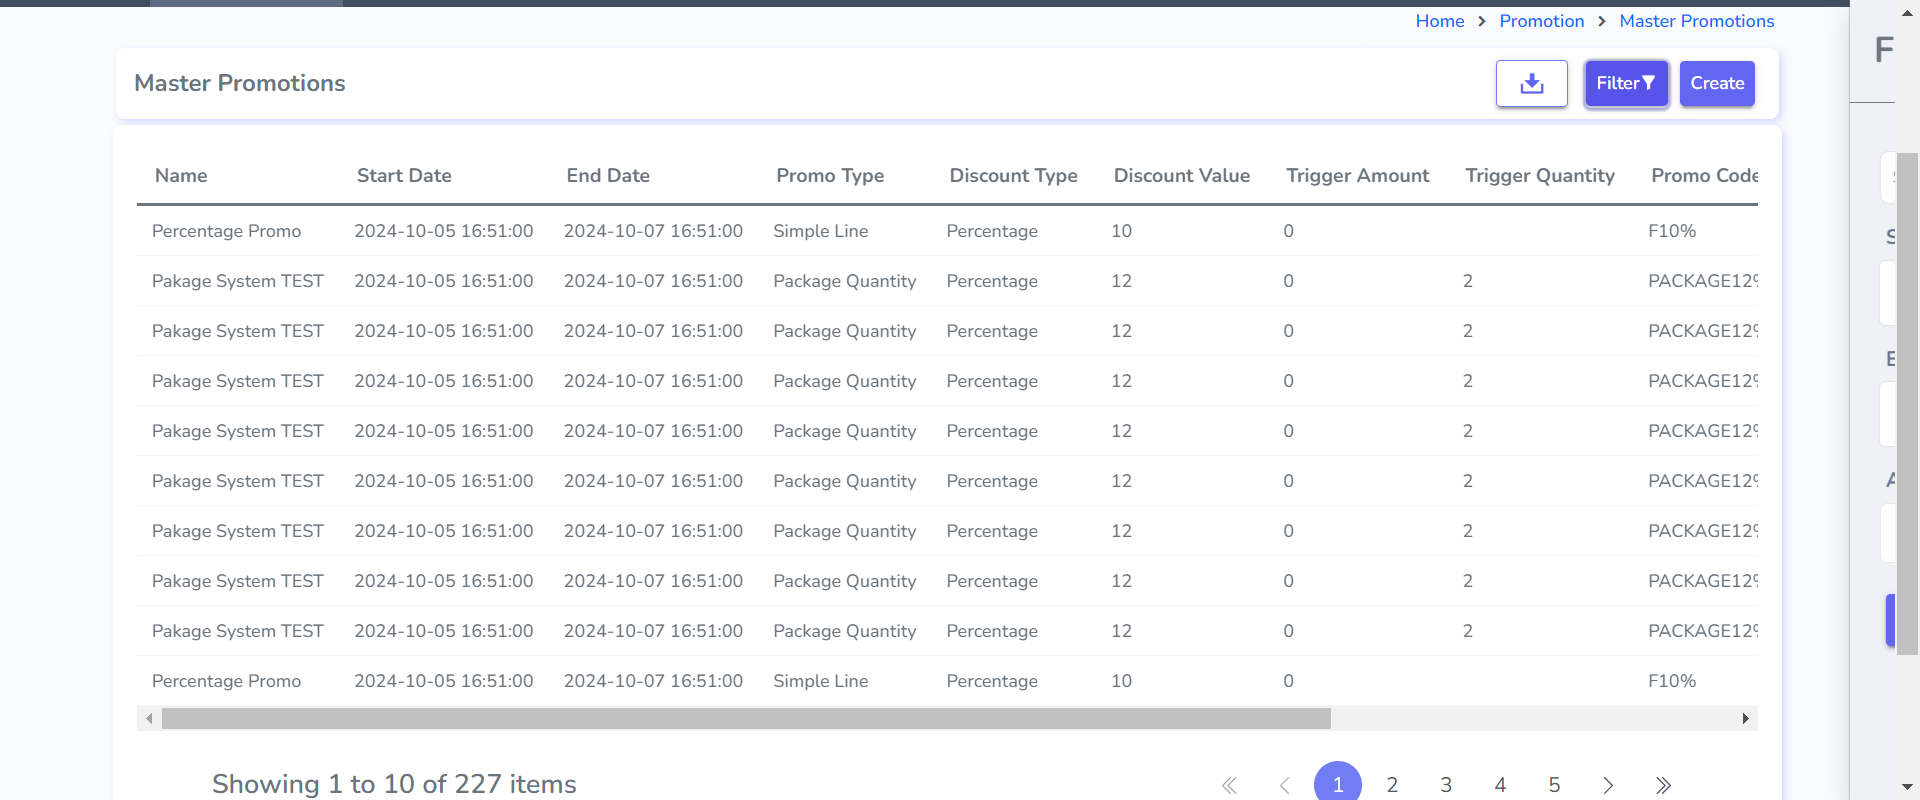 Home > Promotion > Master Promotions
F
Master Promotions Filter Create
Name Start Date End Date Promo Type Discount Type Discount Value Trigger Amount Trigger Quantity Promo Code
Percentage Promo 2024-10-05 16:51:00 2024-10-07 16:51:00 Simple Line Percentage 10 0 F10%
Pakage System TEST 2024-10-05 16:51:00 2024-10-07 16:51:00 Package Quantity Percentage 12 0 2 PACKAGE12%
Pakage System TEST 2024-10-05 16:51:00 2024-10-07 16:51:00 Package Quantity Percentage 12 0 2 PACKAGE12%
Pakage System TEST 2024-10-05 16:51:00 2024-10-07 16:51:00 Package Quantity Percentage 12 0 2 PACKAGE12%
Pakage System TEST 2024-10-05 16:51:00 2024-10-07 16:51:00 Package Quantity Percentage 12 0 2 PACKAGE12%
Pakage System TEST 2024-10-05 16:51:00 2024-10-07 16:51:00 Package Quantity Percentage 12 0 2 PACKAGE12%
Pakage System TEST 2024-10-05 16:51:00 2024-10-07 16:51:00 Package Quantity Percentage 12 0 2 PACKAGE12%
Pakage System TEST 2024-10-05 16:51:00 2024-10-07 16:51:00 Package Quantity Percentage 12 0 2 PACKAGE12%
Pakage System TEST 2024-10-05 16:51:00 2024-10-07 16:51:00 Package Quantity Percentage 12 0 2 PACKAGE12%
Percentage Promo 2024-10-05 16:51:00 2024-10-07 16:51:00 Simple Line Percentage 10 0 F10%
Showing 1 to 10 of 227 items « ‹ 1 2 3 4 5 › »